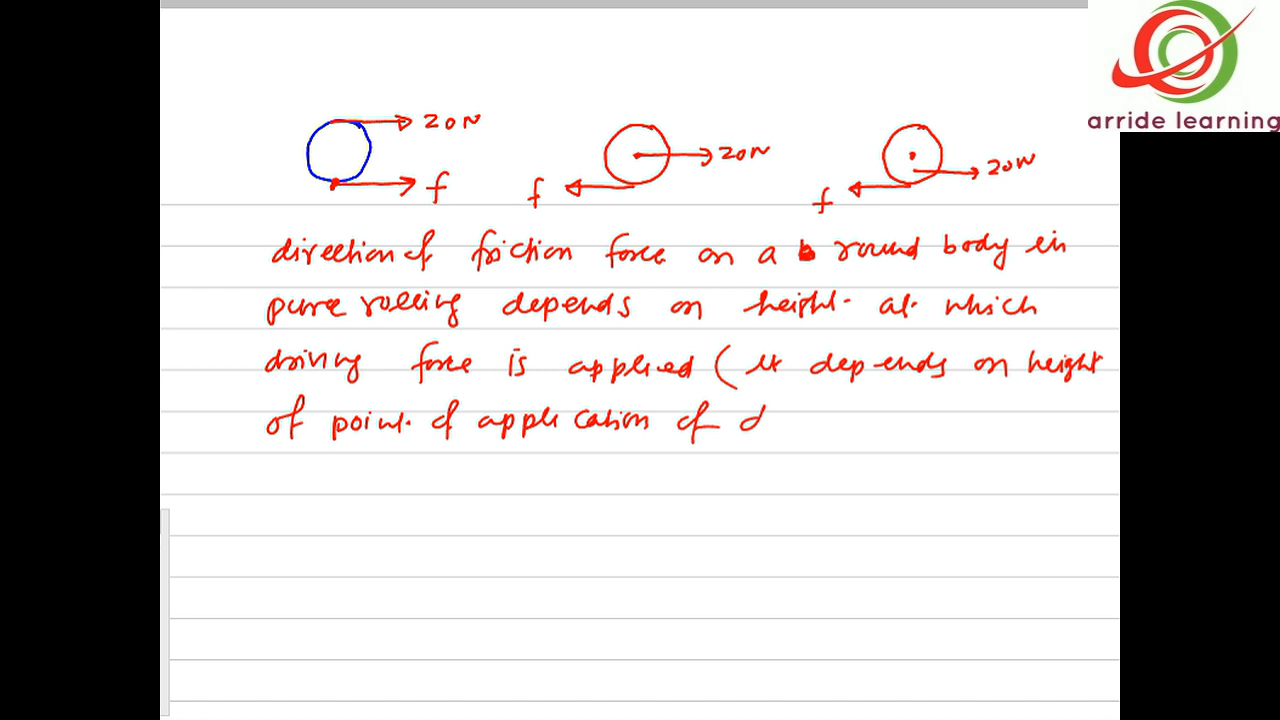 arride learning
20N
f
20N
f
20N
f
direction of friction force on a round body in
pure rolling depends on height at which
driving force is applied (it depends on height
of point of application of d